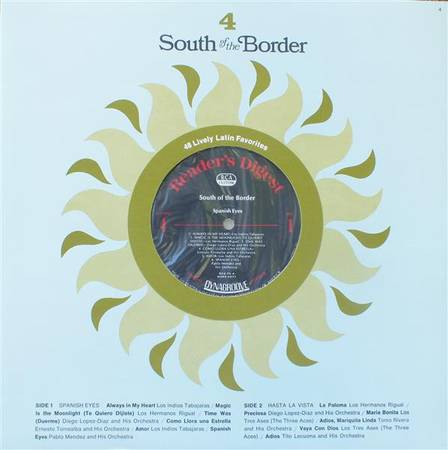 4
4
South of the Border
48 Lively Latin Favorites
Reader's Digest
RCA
South of the Border
Spanish Eyes
DYNAGROOVE
SIDE 1 SPANISH EYES Always in My Heart Los Indios Tabajaras • Magic
is the Moonlight (Te Quiero Dijiste) Los Hermanos Rigual • Time Was
(Duerme) Diego Lopez-Diaz and His Orchestra • Como Llora una Estrella
Ernesto Torrealba and His Orchestra • Amor Los Indios Tabajaras • Spanish
Eyes Pablo Mendez and His Orchestra
SIDE 2 HASTA LA VISTA La Paloma Los Hermanos Rigual •
Preciosa Diego Lopez-Diaz and His Orchestra • Maria Bonita Los
Tres Ases (The Three Aces) • Adios, Mariquita Linda Tomo Rivera
and His Orchestra • Vaya Con Dios Los Tres Ases (The Three
Aces) • Adios Tito Lecuona and His Orchestra